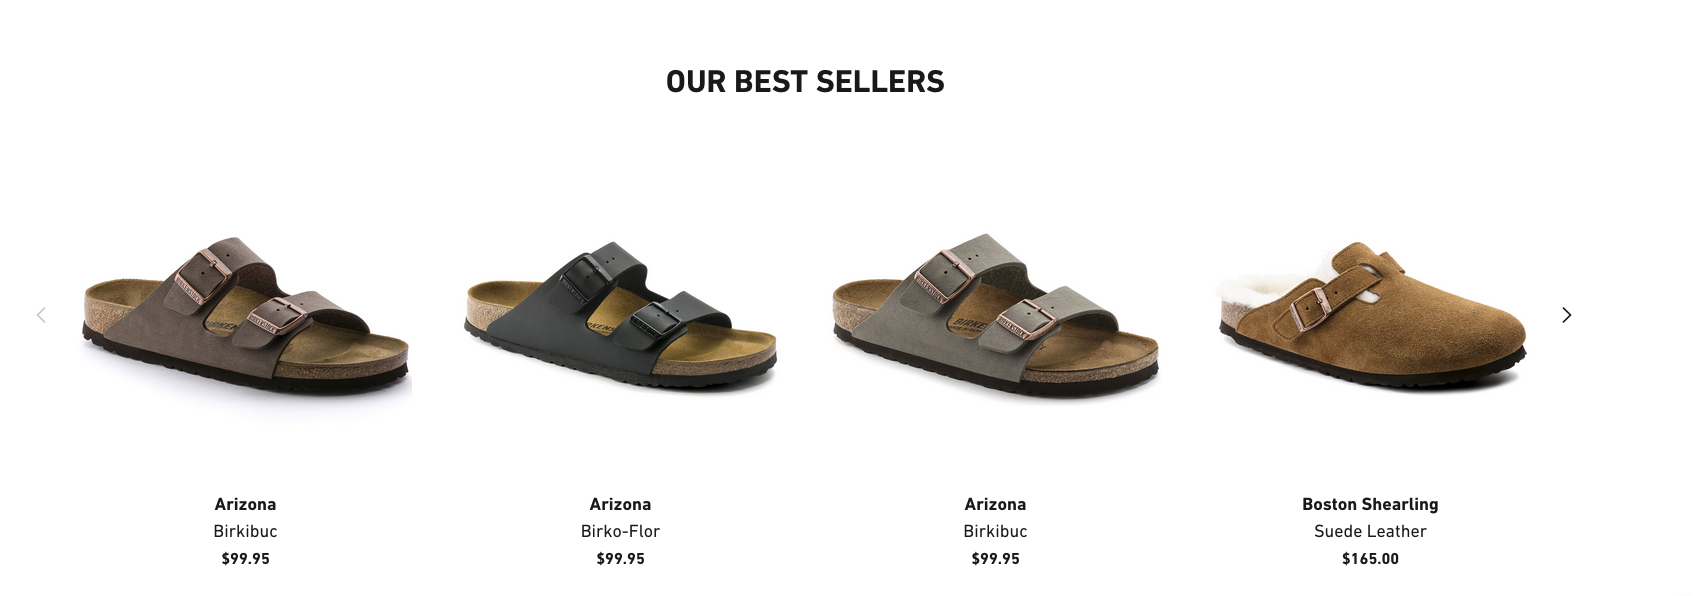 OUR BEST SELLERS
Arizona
Birkibuc
$99.95
Arizona
Birko-Flor
$99.95
Arizona
Birkibuc
$99.95
Boston Shearling
Suede Leather
$165.00